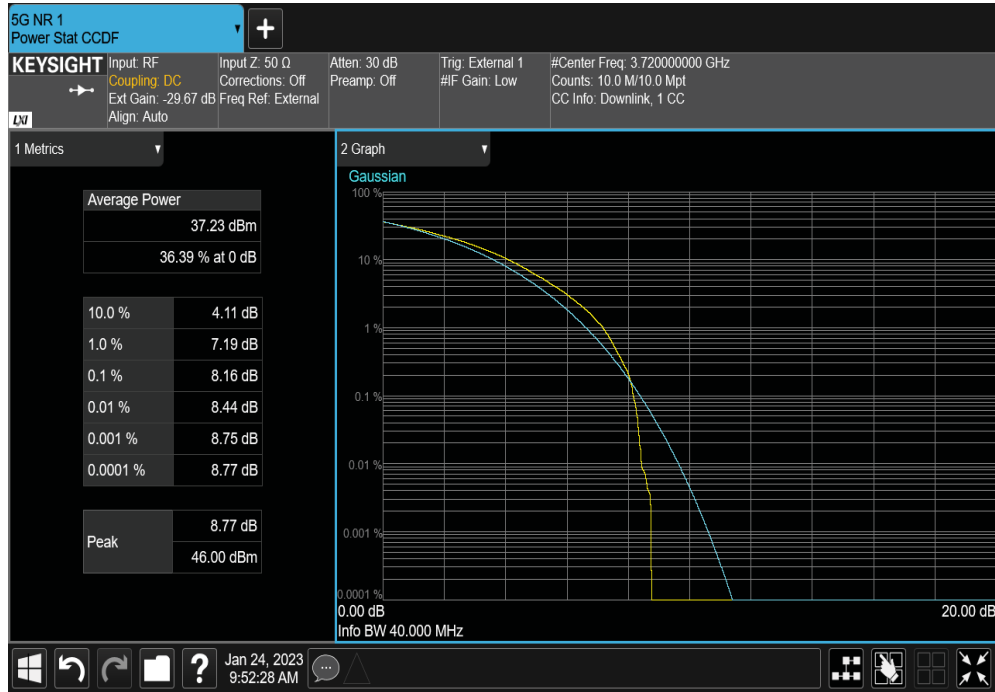 5G NR 1
Power Stat CCDF
KEYSIGHT
LXI
Input: RF
Coupling: DC
Ext Gain: -29.67 dB
Align: Auto
Input Z: 50 Ω
Corrections: Off
Freq Ref: External
Atten: 30 dB
Preamp: Off
Trig: External 1
#IF Gain: Low
#Center Freq: 3.720000000 GHz
Counts: 10.0 M/10.0 Mpt
CC Info: Downlink, 1 CC
1 Metrics
Average Power
37.23 dBm
36.39 % at 0 dB
10.0 % 4.11 dB
1.0 % 7.19 dB
0.1 % 8.16 dB
0.01 % 8.44 dB
0.001 % 8.75 dB
0.0001 % 8.77 dB
Peak
8.77 dB
46.00 dBm
2 Graph
Gaussian
100 %
10 %
1 %
0.1 %
0.01 %
0.001 %
0.0001 %
0.00 dB 20.00 dB
Info BW 40.000 MHz
? Jan 24, 2023
9:52:28 AM